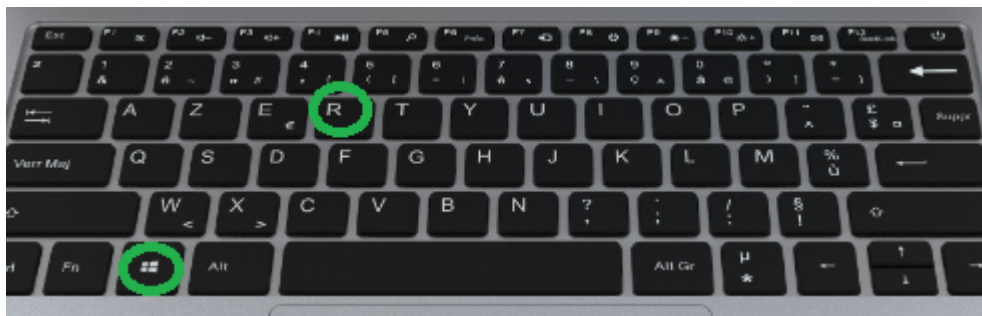 Esc F1 F2 F3 F4 F5 F6 F7 F8 F9 F10 F11 F12
² 1 & 2 é ~ 3 " # 4 ' 5 ( [ 6 - | 7 è ` 8 _ \ 9 ç ^ 0 à @ ° ) ]
A Z E € R T Y U I O P ¨ ^ £ $ ¤ Suppr
Verr Maj Q S D F G H J K L M % ù
W < X > C V B N ? , . ; / : § !
Fn Alt Alt Gr µ *